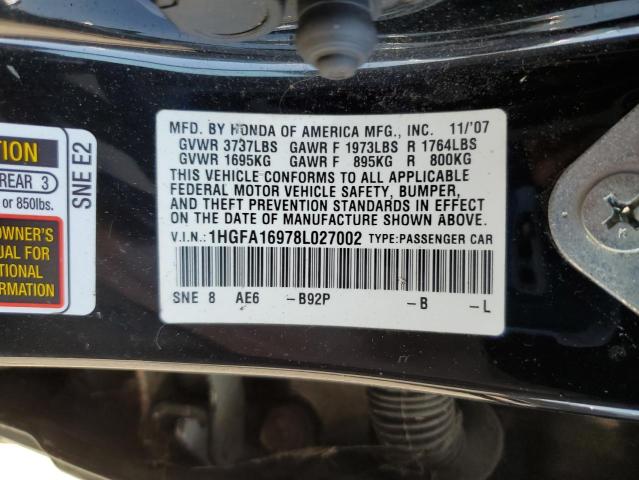 TION
REAR 3
or 850lbs.
OWNER'S
UAL FOR
TIONAL
FORMATION
SNE E2
MFD. BY HONDA OF AMERICA MFG., INC. 11/'07
GVWR 3737LBS GAWR F 1973LBS R 1764LBS
GVWR 1695KG GAWR F 895KG R 800KG
THIS VEHICLE CONFORMS TO ALL APPLICABLE
FEDERAL MOTOR VEHICLE SAFETY, BUMPER,
AND THEFT PREVENTION STANDARDS IN EFFECT
ON THE DATE OF MANUFACTURE SHOWN ABOVE.
V.I.N.: 1HGFA16978L027002 TYPE:PASSENGER CAR
SNE 8 AE6 -B92P -B -L